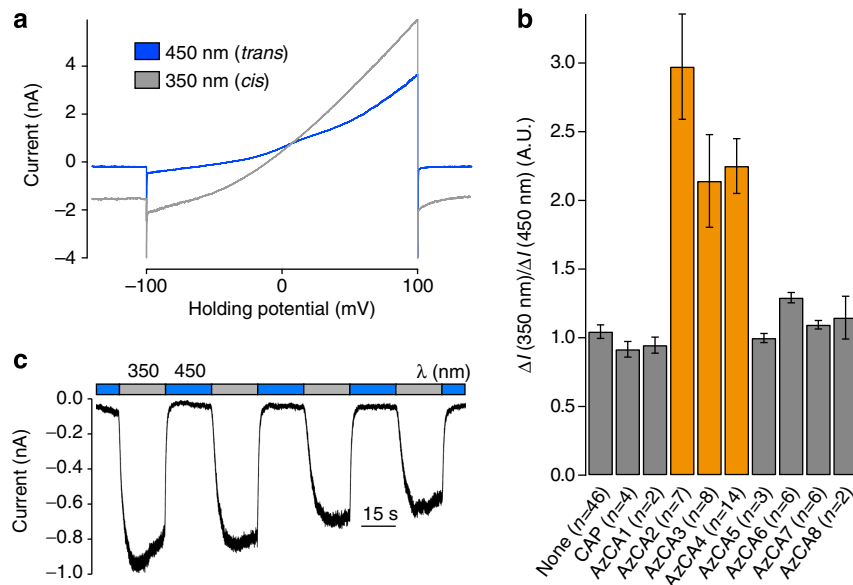 a
450 nm (trans)
350 nm (cis)
Current (nA)
4
2
0
−2
−4
−100
0
100
Holding potential (mV)
b
ΔI (350 nm)/ΔI (450 nm) (A.U.)
3.0
2.5
2.0
1.5
1.0
0.5
0.0
None (n=46)
CAP (n=4)
AzCA1 (n=2)
AzCA2 (n=7)
AzCA3 (n=8)
AzCA4 (n=14)
AzCA5 (n=3)
AzCA6 (n=6)
AzCA7 (n=6)
AzCA8 (n=2)
c
350 450 λ (nm)
Current (nA)
0.0
−0.2
−0.4
−0.6
−0.8
−1.0
15 s